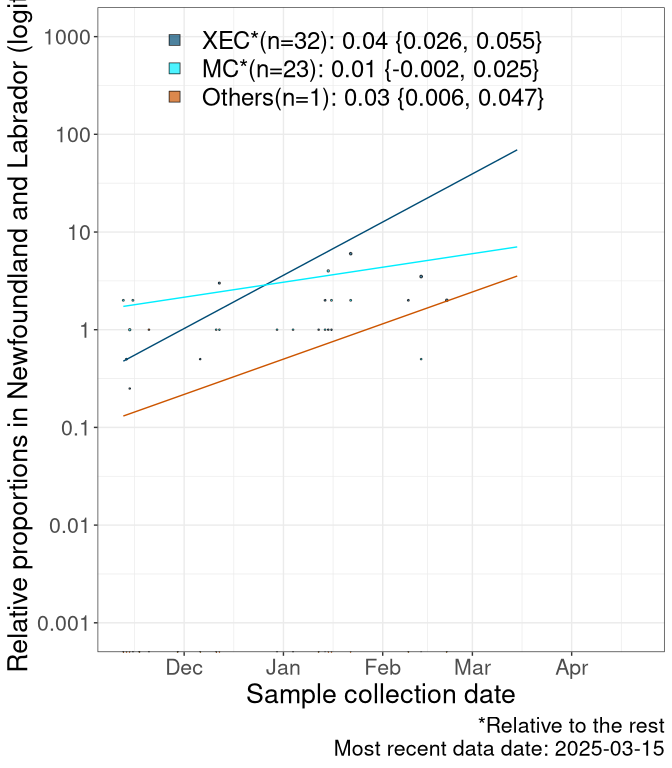 Relative proportions in Newfoundland and Labrador (logit
1000
100
10
1
0.1
0.01
0.001
XEC*(n=32): 0.04 {0.026, 0.055}
MC*(n=23): 0.01 {-0.002, 0.025}
Others(n=1): 0.03 {0.006, 0.047}
Dec Jan Feb Mar Apr
Sample collection date
*Relative to the rest
Most recent data date: 2025-03-15